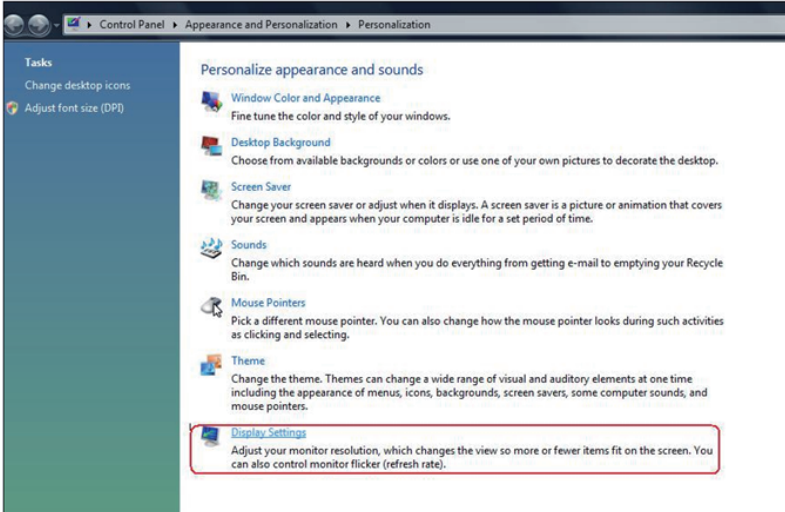 Control Panel ▸ Appearance and Personalization ▸ Personalization
Tasks
Change desktop icons
Adjust font size (DPI)
Personalize appearance and sounds
Window Color and Appearance
Fine tune the color and style of your windows.
Desktop Background
Choose from available backgrounds or colors or use one of your own pictures to decorate the desktop.
Screen Saver
Change your screen saver or adjust when it displays. A screen saver is a picture or animation that covers
your screen and appears when your computer is idle for a set period of time.
Sounds
Change which sounds are heard when you do everything from getting e-mail to emptying your Recycle
Bin.
Mouse Pointers
Pick a different mouse pointer. You can also change how the mouse pointer looks during such activities
as clicking and selecting.
Theme
Change the theme. Themes can change a wide range of visual and auditory elements at one time
including the appearance of menus, icons, backgrounds, screen savers, some computer sounds, and
mouse pointers.
Display Settings
Adjust your monitor resolution, which changes the view so more or fewer items fit on the screen. You
can also control monitor flicker (refresh rate).